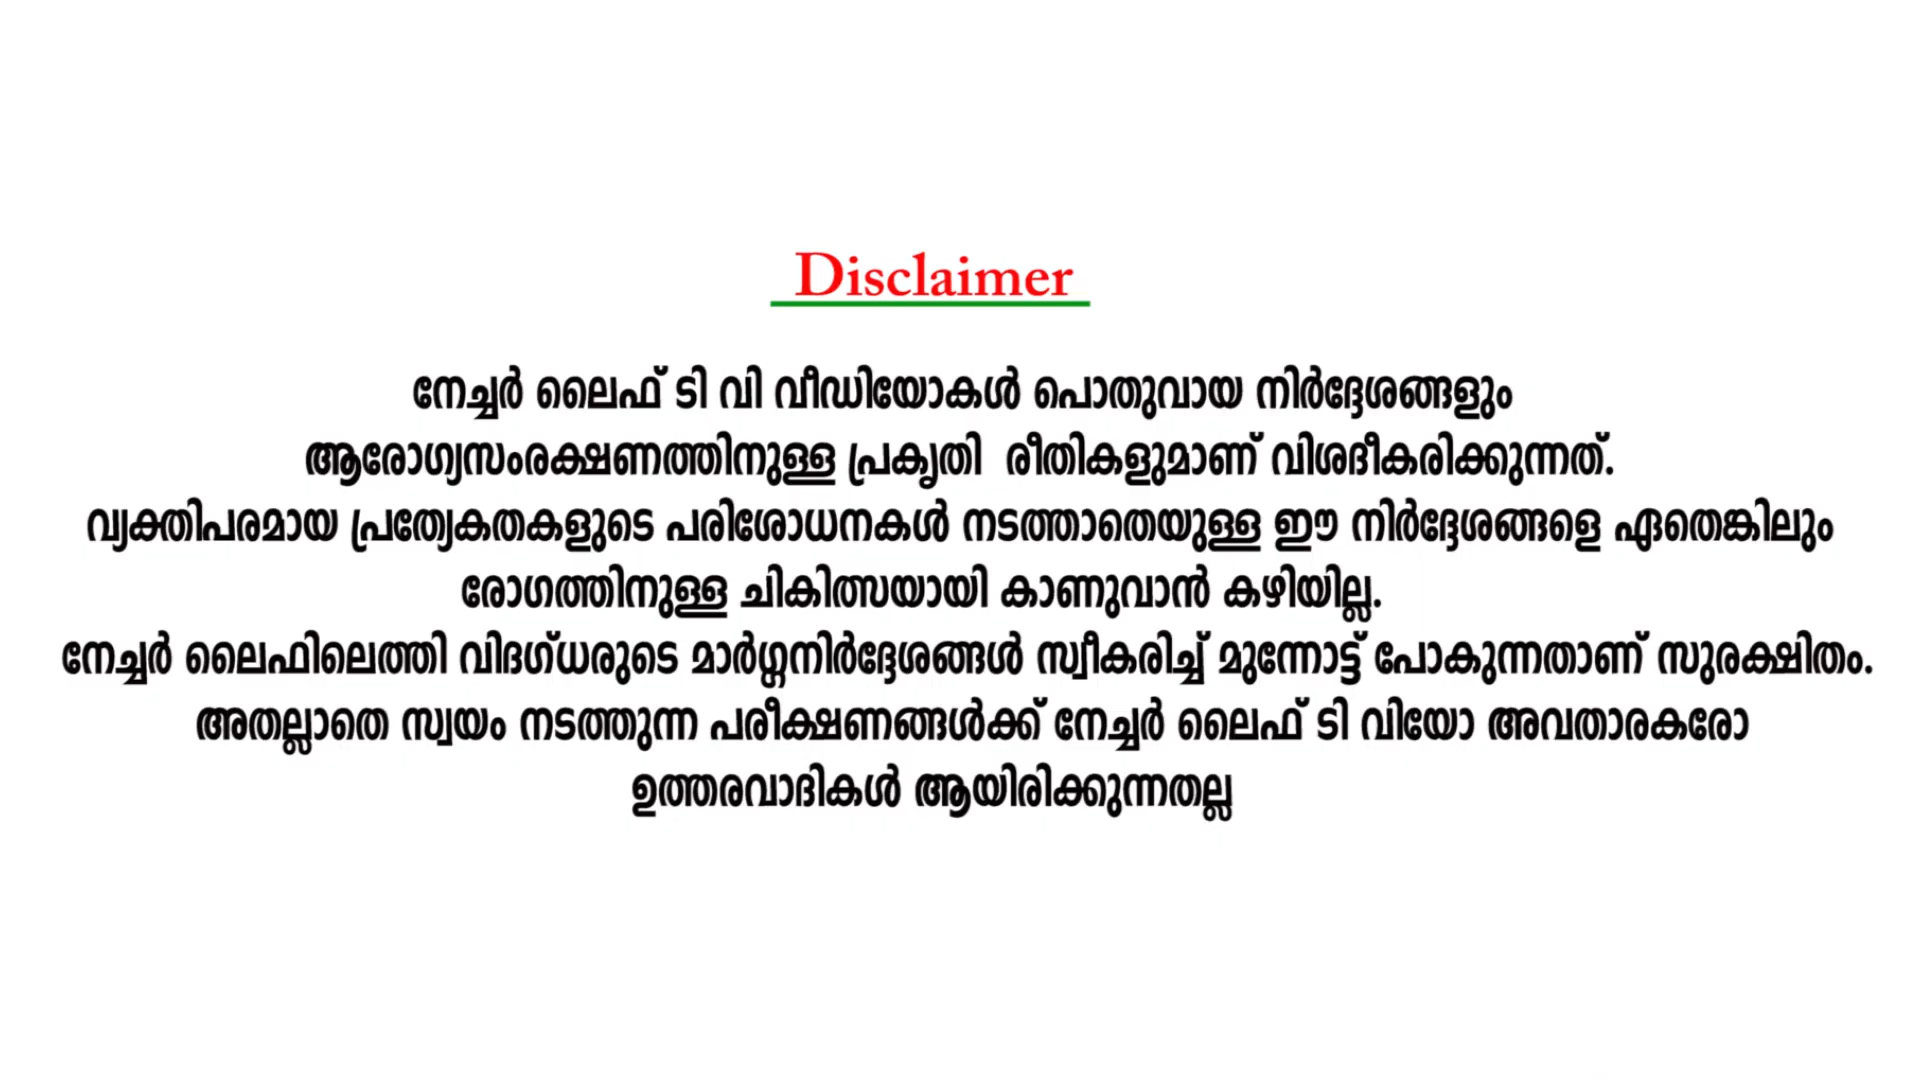 Disclaimer
നേച്ചർ ലൈഫ് ടി വി വീഡിയോകൾ പൊതുവായ നിർദ്ദേശങ്ങളും
ആരോഗ്യസംരക്ഷണത്തിനുള്ള പ്രകൃതി രീതികളുമാണ് വിശദീകരിക്കുന്നത്.
വ്യക്തിപരമായ പ്രത്യേകതകളുടെ പരിശോധനകൾ നടത്താതെയുള്ള ഈ നിർദ്ദേശങ്ങളെ ഏതെങ്കിലും
രോഗത്തിനുള്ള ചികിത്സയായി കാണുവാൻ കഴിയില്ല.
നേച്ചർ ലൈഫിലെത്തി വിദഗ്ധരുടെ മാർഗ്ഗനിർദ്ദേശങ്ങൾ സ്വീകരിച്ച് മുന്നോട്ട് പോകുന്നതാണ് സുരക്ഷിതം.
അതല്ലാതെ സ്വയം നടത്തുന്ന പരീക്ഷണങ്ങൾക്ക് നേച്ചർ ലൈഫ് ടി വിയോ അവതാരകരോ
ഉത്തരവാദികൾ ആയിരിക്കുന്നതല്ല